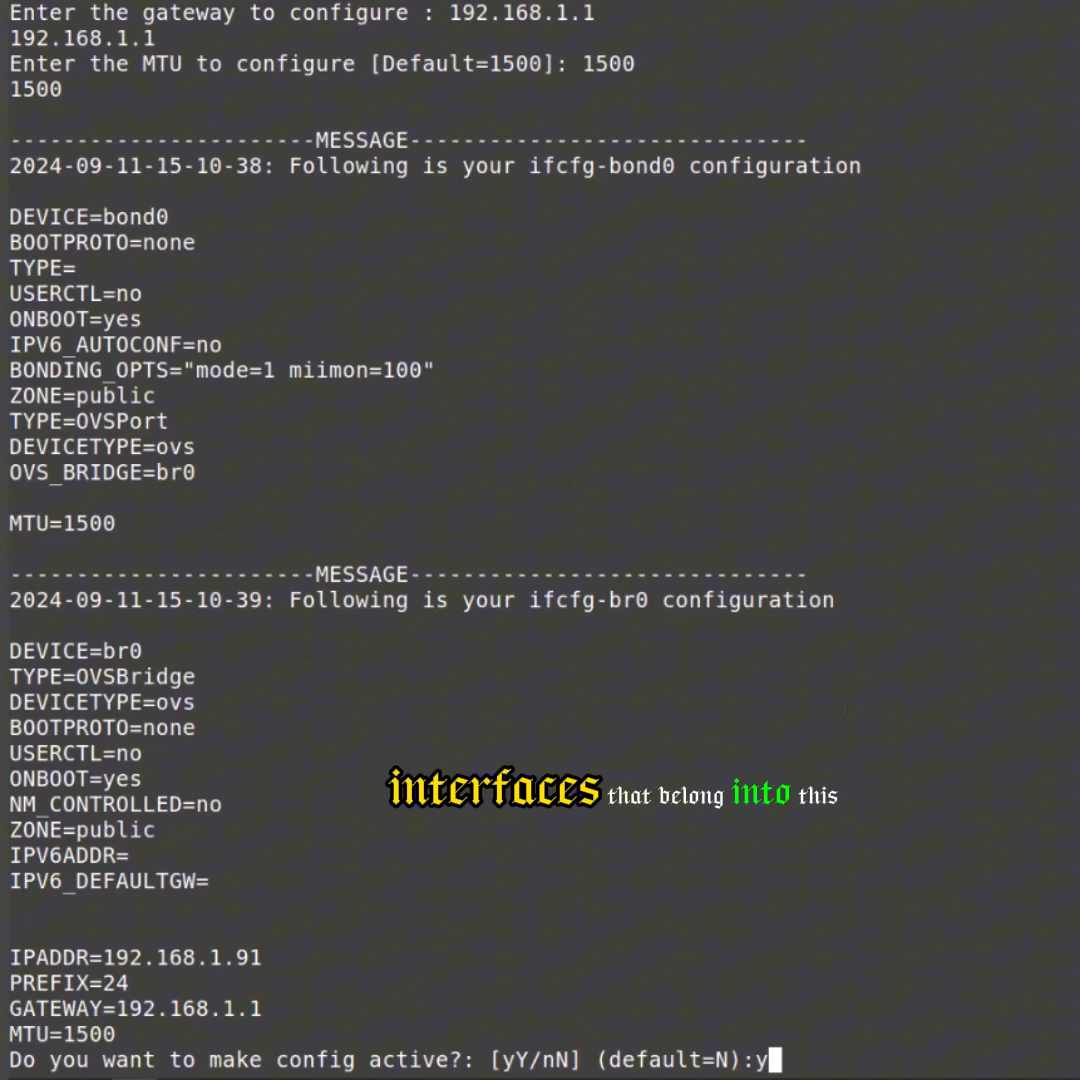 Enter the gateway to configure : 192.168.1.1
192.168.1.1
Enter the MTU to configure [Default=1500]: 1500
1500
-----------------------MESSAGE------------------------------
2024-09-11-15-10-38: Following is your ifcfg-bond0 configuration
DEVICE=bond0
BOOTPROTO=none
TYPE=
USERCTL=no
ONBOOT=yes
IPV6_AUTOCONF=no
BONDING_OPTS="mode=1 miimon=100"
ZONE=public
TYPE=OVSPort
DEVICETYPE=ovs
OVS_BRIDGE=br0
MTU=1500
-----------------------MESSAGE------------------------------
2024-09-11-15-10-39: Following is your ifcfg-br0 configuration
DEVICE=br0
TYPE=OVSBridge
DEVICETYPE=ovs
BOOTPROTO=none
USERCTL=no
ONBOOT=yes
interfaces that belong into this
NM_CONTROLLED=no
ZONE=public
IPV6ADDR=
IPV6_DEFAULTGW=
IPADDR=192.168.1.91
PREFIX=24
GATEWAY=192.168.1.1
MTU=1500
Do you want to make config active?: [yY/nN] (default=N):y